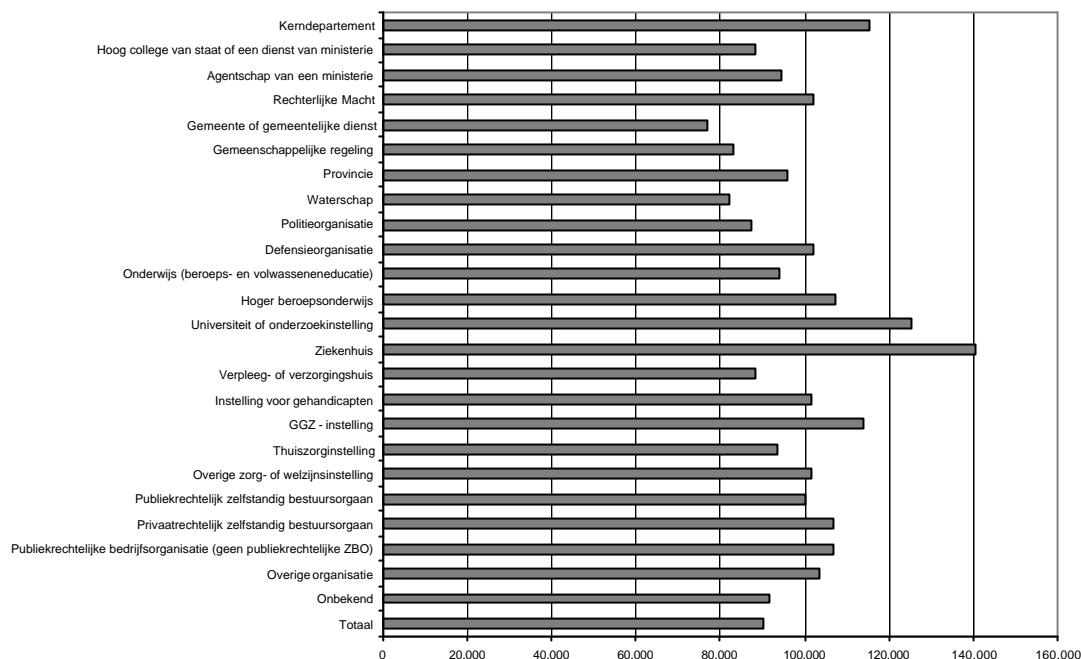 Kerndepartement
Hoog college van staat of een dienst van ministerie
Agentschap van een ministerie
Rechterlijke Macht
Gemeente of gemeentelijke dienst
Gemeenschappelijke regeling
Provincie
Waterschap
Politieorganisatie
Defensieorganisatie
Onderwijs (beroeps- en volwasseneneducatie)
Hoger beroepsonderwijs
Universiteit of onderzoekinstelling
Ziekenhuis
Verpleeg- of verzorgingshuis
Instelling voor gehandicapten
GGZ - instelling
Thuiszorginstelling
Overige zorg- of welzijnsinstelling
Publiekrechtelijk zelfstandig bestuursorgaan
Privaatrechtelijk zelfstandig bestuursorgaan
Publiekrechtelijke bedrijfsorganisatie (geen publiekrechtelijke ZBO)
Overige organisatie
Onbekend
Totaal
0 20.000 40.000 60.000 80.000 100.000 120.000 140.000 160.000